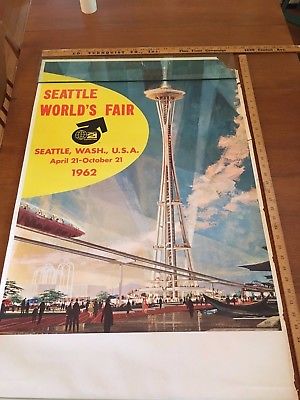 SEATTLE
WORLD'S FAIR
SEATTLE, WASH., U.S.A.
April 21-October 21
1962